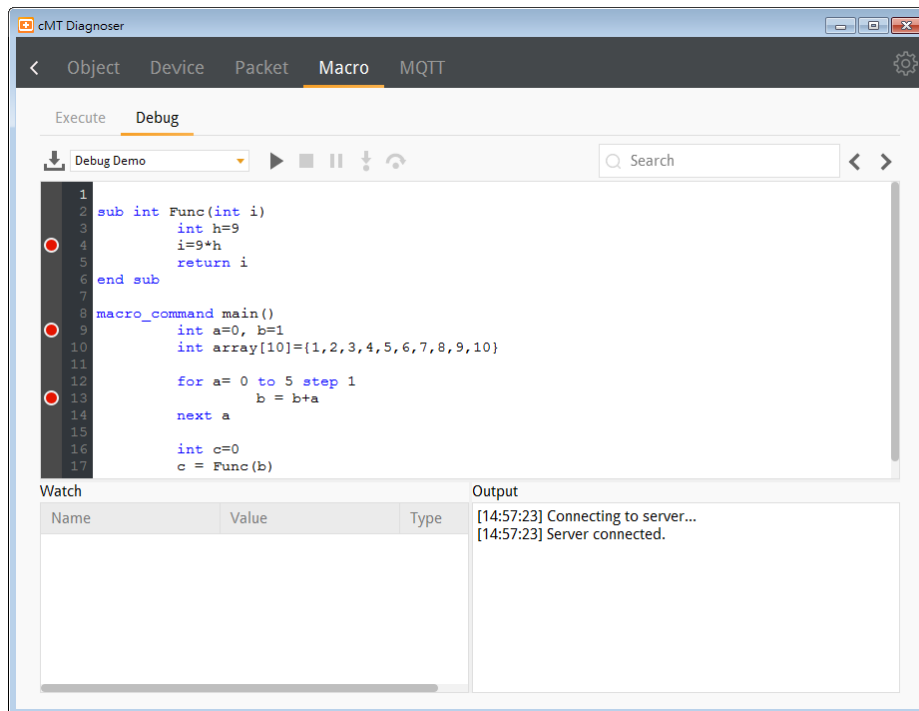 cMT Diagnoser
Object Device Packet Macro MQTT
Execute Debug
Debug Demo Search
1
2 sub int Func(int i)
3 int h=9
4 i=9*h
5 return i
6 end sub
7
8 macro_command main()
9 int a=0, b=1
10 int array[10]={1,2,3,4,5,6,7,8,9,10}
11
12 for a= 0 to 5 step 1
13 b = b+a
14 next a
15
16 int c=0
17 c = Func(b)
Watch
Name Value Type
Output
[14:57:23] Connecting to server...
[14:57:23] Server connected.